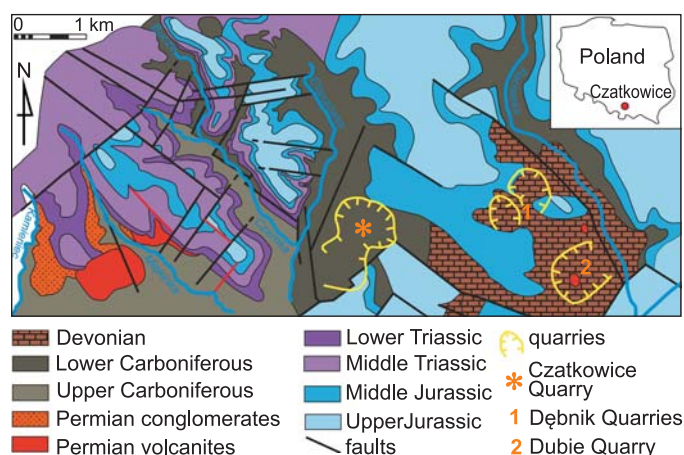 0 1 km
N
Poland
Czatkowice
Kamieniec
1
2
Devonian
Lower Carboniferous
Upper Carboniferous
Permian conglomerates
Permian volcanites
Lower Triassic
Middle Triassic
Middle Jurassic
UpperJurassic
faults
quarries
Czatkowice
Quarry
1 Dębnik Quarries
2 Dubie Quarry